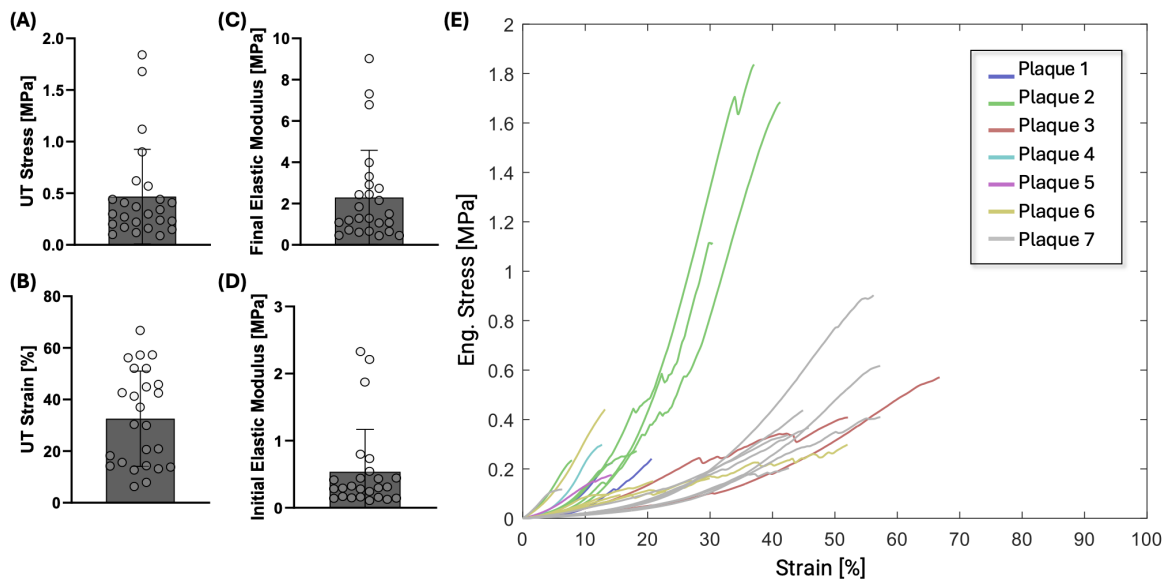 (A)
UT Stress [MPa]
2.0
1.5
1.0
0.5
0
(C)
Final Elastic Modulus [MPa]
10
8
6
4
2
0
(B)
UT Strain [%]
80
60
40
20
0
(D)
Initial Elastic Modulus [MPa]
3
2
1
0
(E)
Eng. Stress [MPa]
2
1.8
1.6
1.4
1.2
1
0.8
0.6
0.4
0.2
0
0 10 20 30 40 50 60 70 80 90 100
Strain [%]
Plaque 1
Plaque 2
Plaque 3
Plaque 4
Plaque 5
Plaque 6
Plaque 7